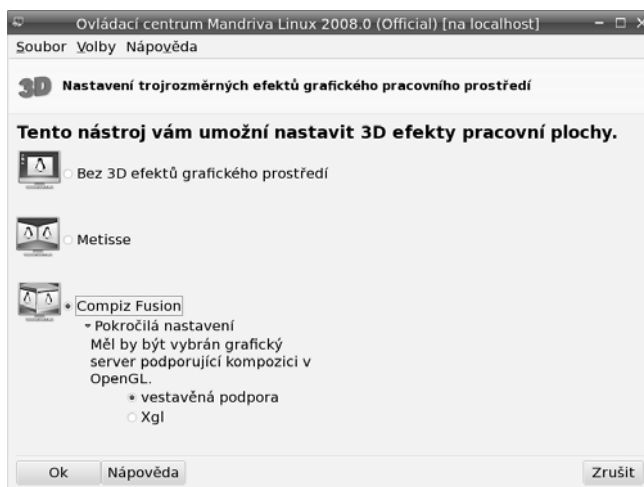 Ovládací centrum Mandriva Linux 2008.0 (Official) [na localhost]
Soubor Volby Nápověda
3D Nastavení trojrozměrných efektů grafického pracovního prostředí
Tento nástroj vám umožní nastavit 3D efekty pracovní plochy.
Bez 3D efektů grafického prostředí
Metisse
Compiz Fusion
Pokročilá nastavení
Měl by být vybrán grafický
server podporující kompozici v
OpenGL.
vestavěná podpora
Xgl
Ok Nápověda Zrušit